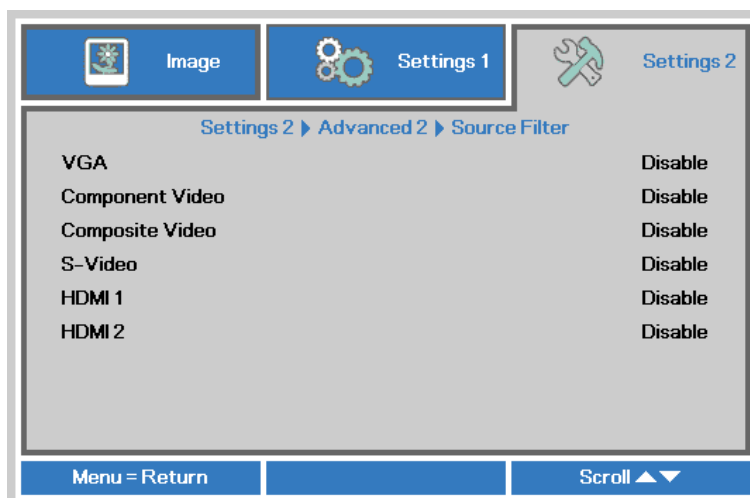 Image Settings 1 Settings 2
Settings 2 ▶ Advanced 2 ▶ Source Filter
VGA Disable
Component Video Disable
Composite Video Disable
S-Video Disable
HDMI 1 Disable
HDMI 2 Disable
Menu = Return Scroll ▲▼